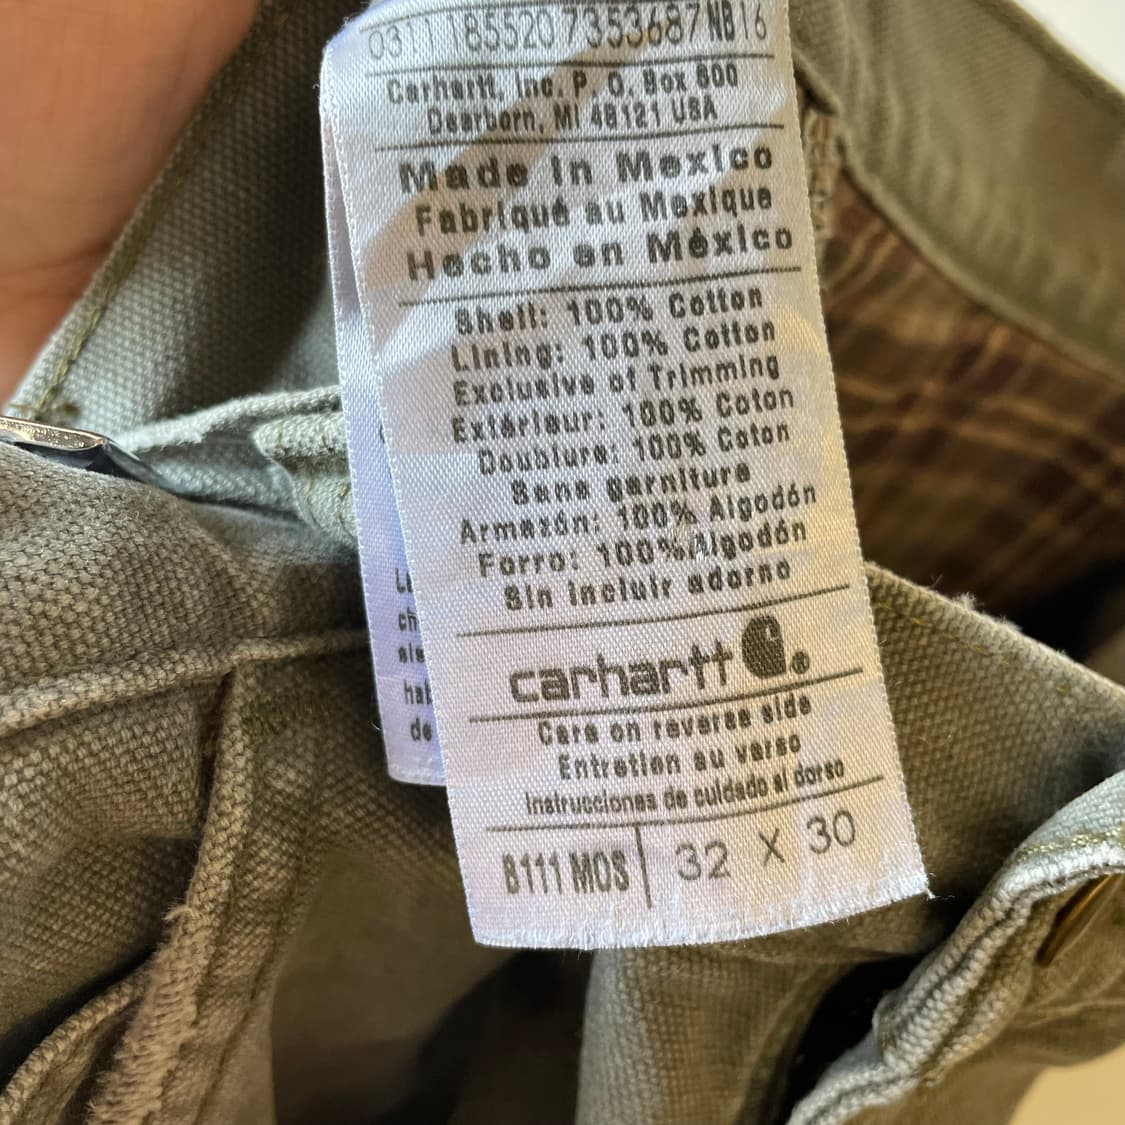 1855207353687NB16
Carhartt, Inc. P. O. Box 600
Dearborn, MI 48121 USA
Made in Mexico
Fabriqué au Mexique
Hecho en México
Shell: 100% Cotton
Lining: 100% Cotton
Exclusive of Trimming
Extérieur: 100% Coton
Doublure: 100% Coton
Sans garniture
Armazón: 100% Algodón
Forro: 100% Algodón
Sin incluir adorno
carhartt ®
Care on reverse side
Entretien au verso
Instrucciones de cuidado al dorso
B111 MOS 32 X 30
de